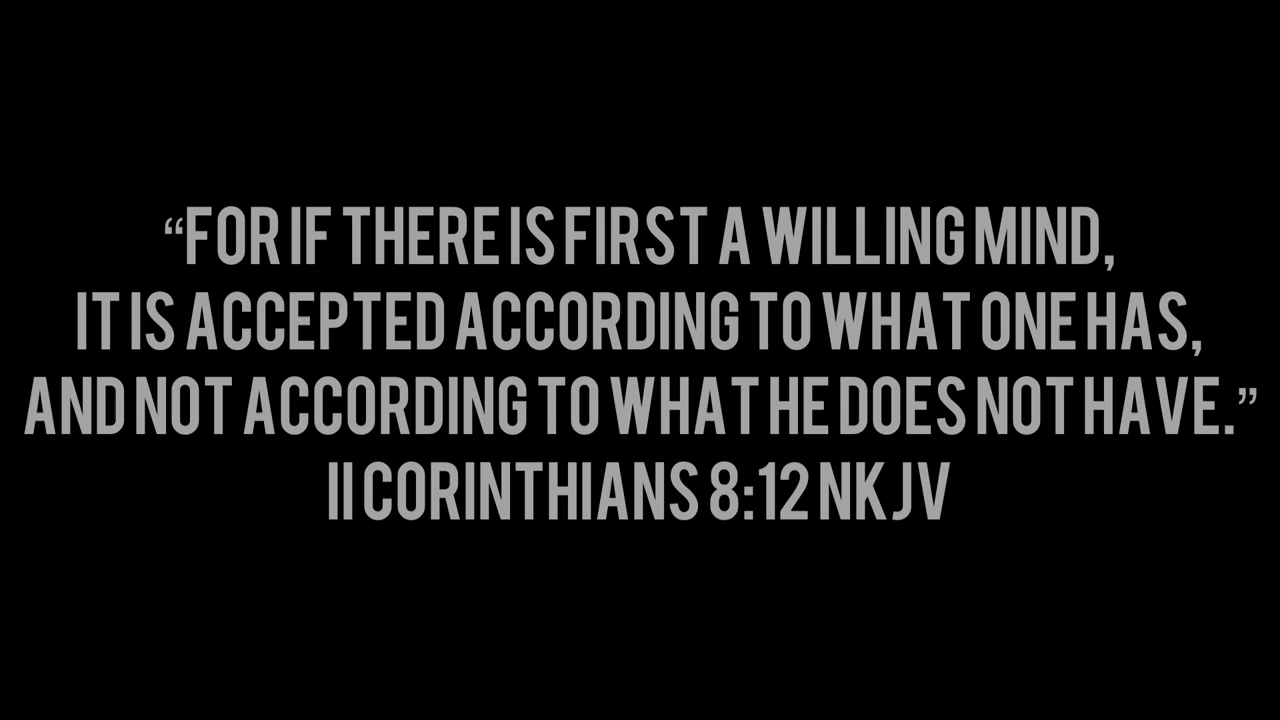 “FOR IF THERE IS FIRST A WILLING MIND,
IT IS ACCEPTED ACCORDING TO WHAT ONE HAS,
AND NOT ACCORDING TO WHAT HE DOES NOT HAVE.”
II CORINTHIANS 8:12 NKJV